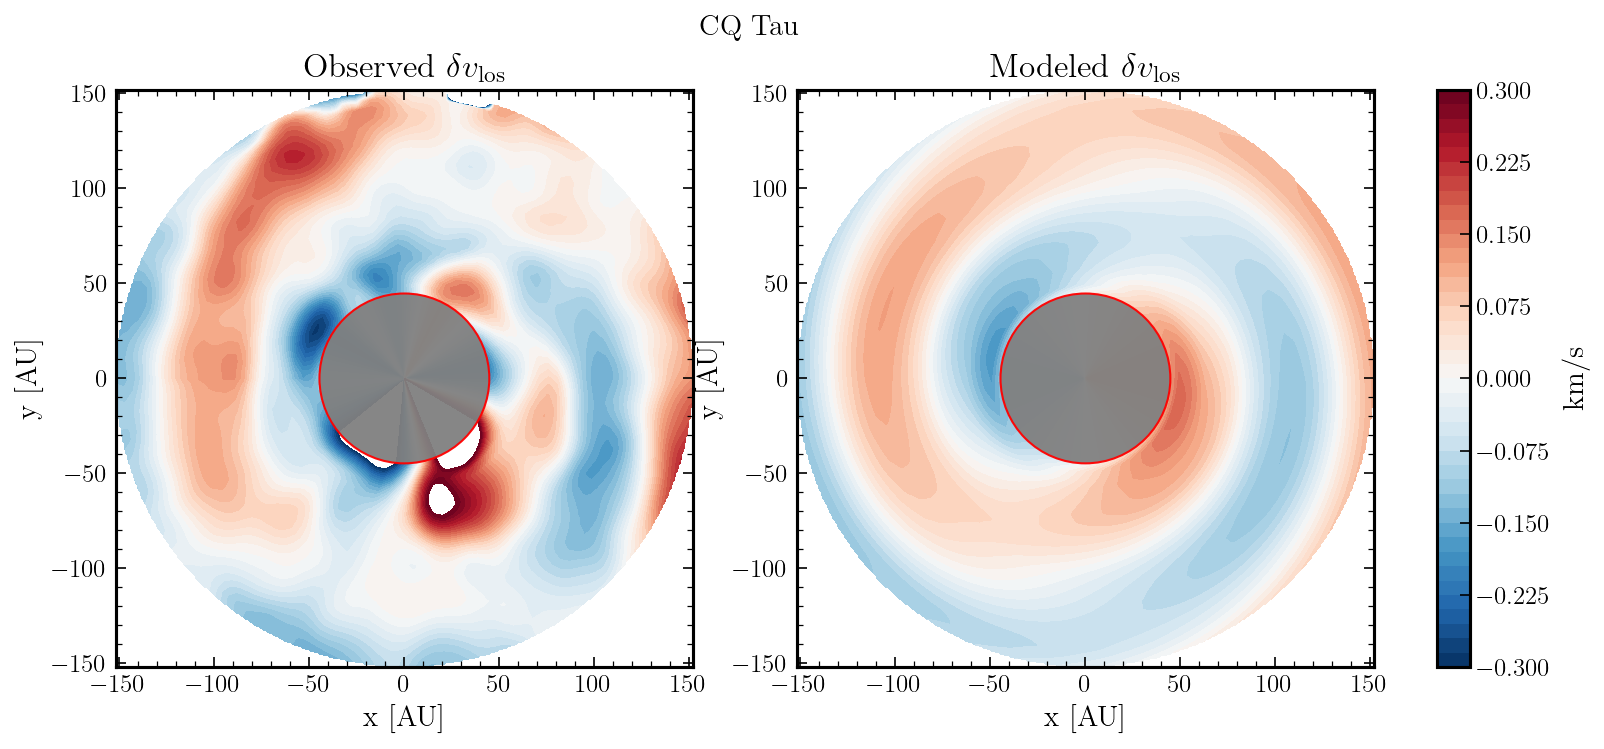 CQ Tau
Observed δv_los
Modeled δv_los
150
100
50
0
−50
−100
−150
y [AU]
−150 −100 −50 0 50 100 150
x [AU]
150
100
50
0
−50
−100
−150
y [AU]
−150 −100 −50 0 50 100 150
x [AU]
0.300
0.225
0.150
0.075
0.000
−0.075
−0.150
−0.225
−0.300
km/s